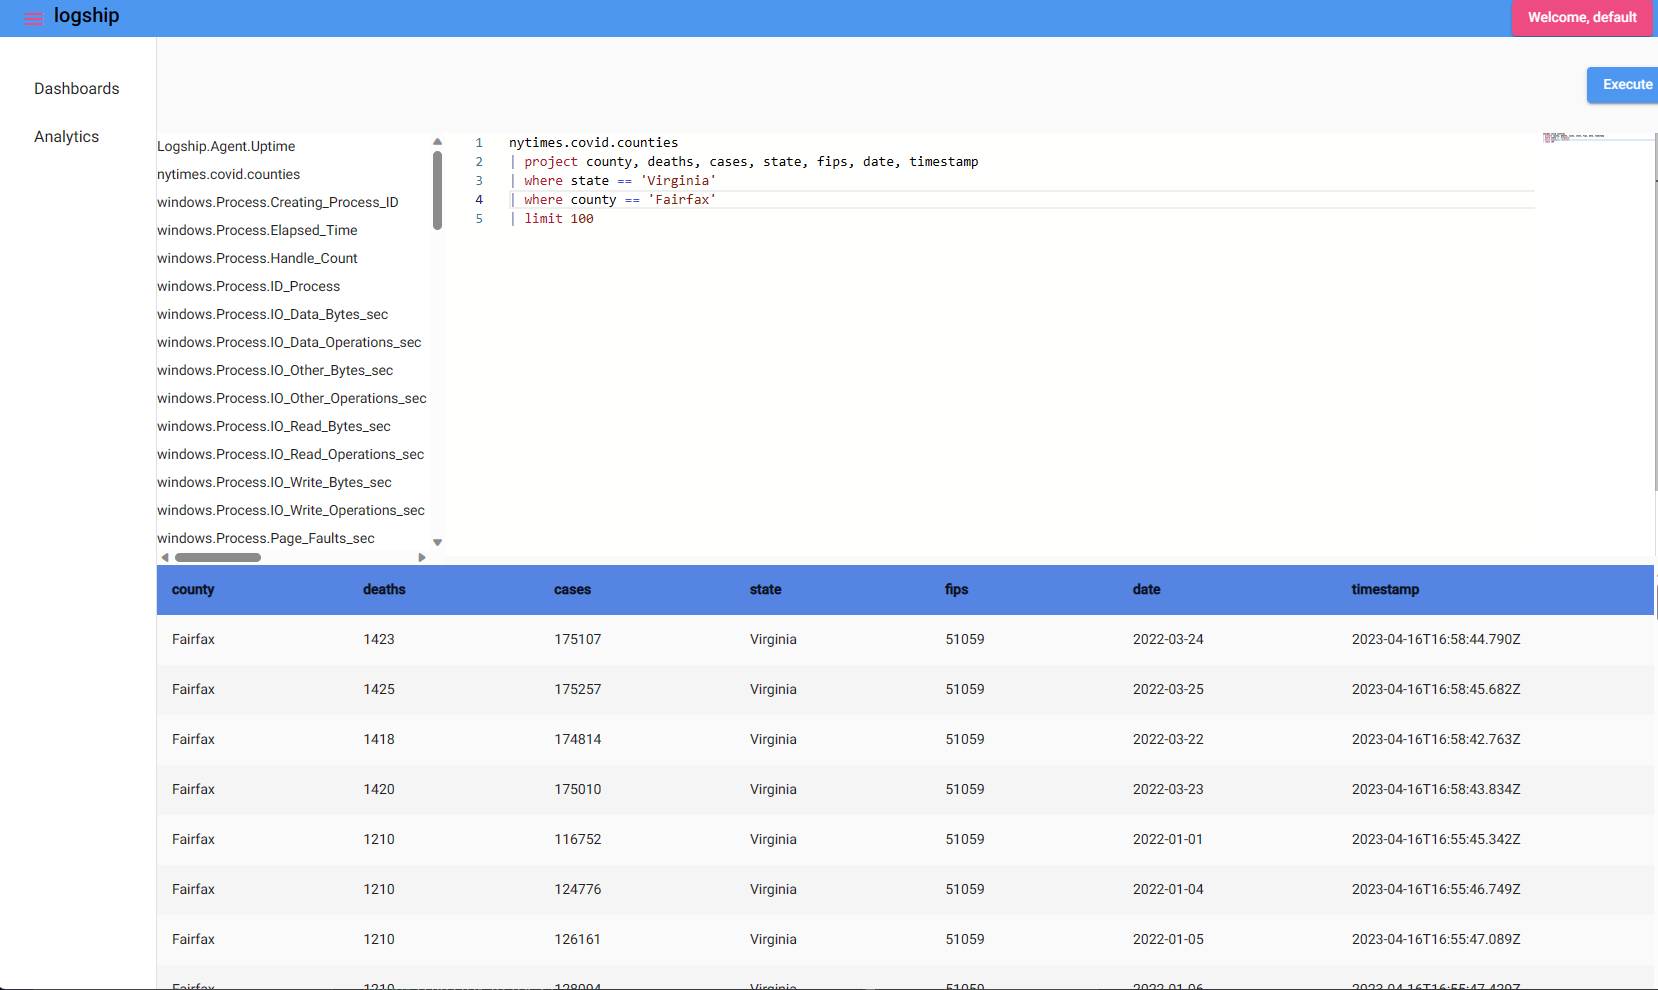 logship
Welcome, default
Execute
Dashboards
Analytics
Logship.Agent.Uptime
nytimes.covid.counties
windows.Process.Creating_Process_ID
windows.Process.Elapsed_Time
windows.Process.Handle_Count
windows.Process.ID_Process
windows.Process.IO_Data_Bytes_sec
windows.Process.IO_Data_Operations_sec
windows.Process.IO_Other_Bytes_sec
windows.Process.IO_Other_Operations_sec
windows.Process.IO_Read_Bytes_sec
windows.Process.IO_Read_Operations_sec
windows.Process.IO_Write_Bytes_sec
windows.Process.IO_Write_Operations_sec
windows.Process.Page_Faults_sec
1 nytimes.covid.counties
2 | project county, deaths, cases, state, fips, date, timestamp
3 | where state == 'Virginia'
4 | where county == 'Fairfax'
5 | limit 100
county deaths cases state fips date timestamp
Fairfax 1423 175107 Virginia 51059 2022-03-24 2023-04-16T16:58:44.790Z
Fairfax 1425 175257 Virginia 51059 2022-03-25 2023-04-16T16:58:45.682Z
Fairfax 1418 174814 Virginia 51059 2022-03-22 2023-04-16T16:58:42.763Z
Fairfax 1420 175010 Virginia 51059 2022-03-23 2023-04-16T16:58:43.834Z
Fairfax 1210 116752 Virginia 51059 2022-01-01 2023-04-16T16:55:45.342Z
Fairfax 1210 124776 Virginia 51059 2022-01-04 2023-04-16T16:55:46.749Z
Fairfax 1210 126161 Virginia 51059 2022-01-05 2023-04-16T16:55:47.089Z
Fairfax 1210 Virginia 51059 2022-01-06